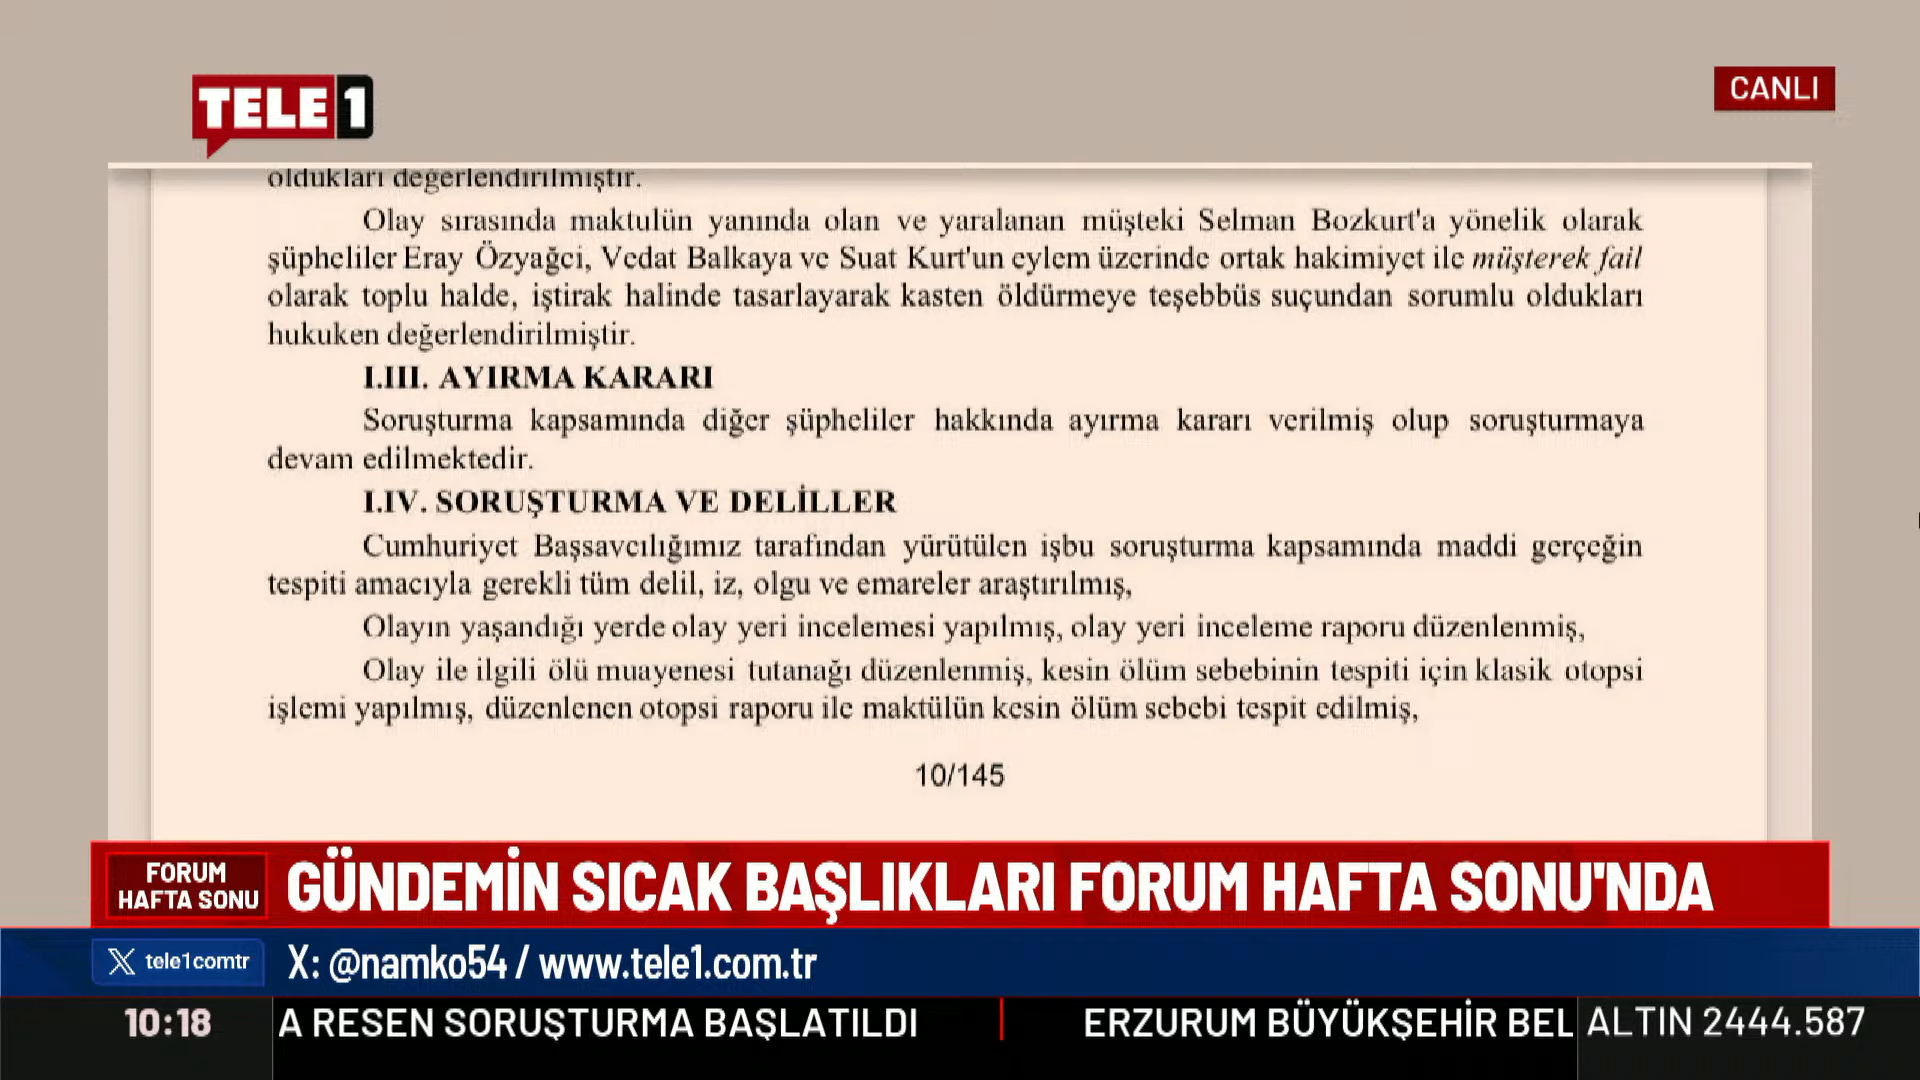 TELE1
CANLI
oldukları değerlendirilmiştir.
Olay sırasında maktulün yanında olan ve yaralanan müşteki Selman Bozkurt'a yönelik olarak
şüpheliler Eray Özyağci, Vedat Balkaya ve Suat Kurt'un eylem üzerinde ortak hakimiyet ile müşterek fail
olarak toplu halde, iştirak halinde tasarlayarak kasten öldürmeye teşebbüs suçundan sorumlu oldukları
hukuken değerlendirilmiştir.
I.III. AYIRMA KARARI
Soruşturma kapsamında diğer şüpheliler hakkında ayırma kararı verilmiş olup soruşturmaya
devam edilmektedir.
I.IV. SORUŞTURMA VE DELİLLER
Cumhuriyet Başsavcılığımız tarafından yürütülen işbu soruşturma kapsamında maddi gerçeğin
tespiti amacıyla gerekli tüm delil, iz, olgu ve emareler araştırılmış,
Olayın yaşandığı yerde olay yeri incelemesi yapılmış, olay yeri inceleme raporu düzenlenmiş,
Olay ile ilgili ölü muayenesi tutanağı düzenlenmiş, kesin ölüm sebebinin tespiti için klasik otopsi
işlemi yapılmış, düzenlenen otopsi raporu ile maktülün kesin ölüm sebebi tespit edilmiş,
10/145
FORUM
HAFTA SONU
GÜNDEMİN SICAK BAŞLIKLARI FORUM HAFTA SONU'NDA
X tele1comtr
X: @namko54 / www.tele1.com.tr
10:18
A RESEN SORUŞTURMA BAŞLATILDI | ERZURUM BÜYÜKŞEHİR BEL
ALTIN 2444.587